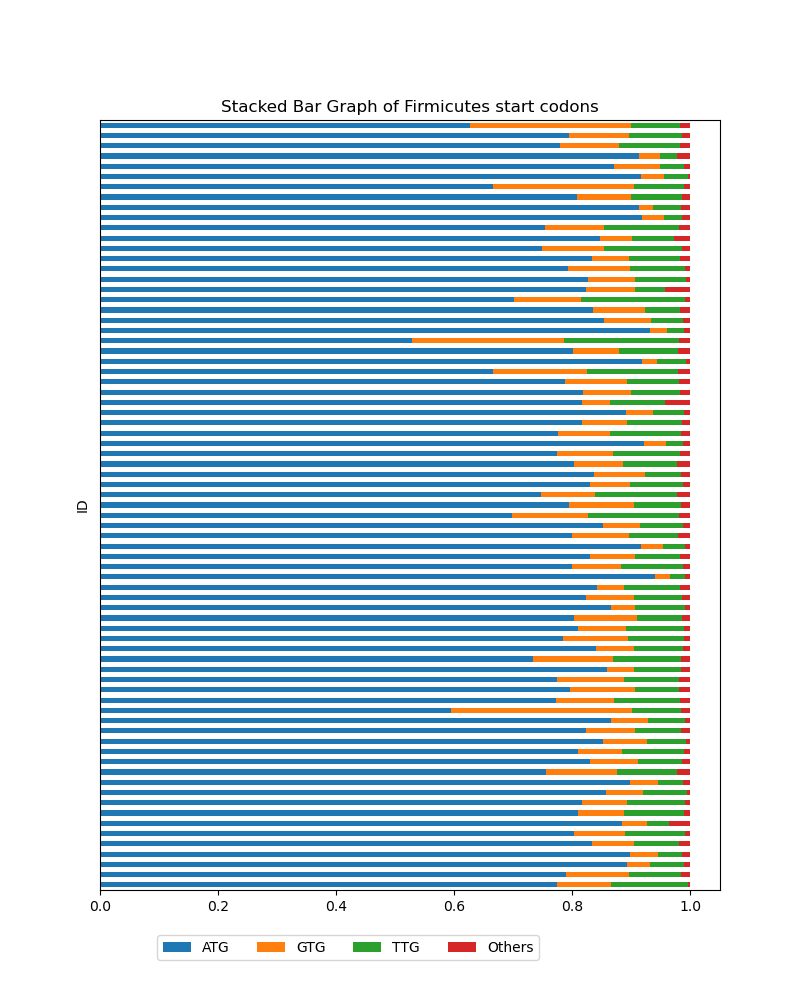 Stacked Bar Graph of Firmicutes start codons
ID
0.0 0.2 0.4 0.6 0.8 1.0
ATG GTG TTG Others